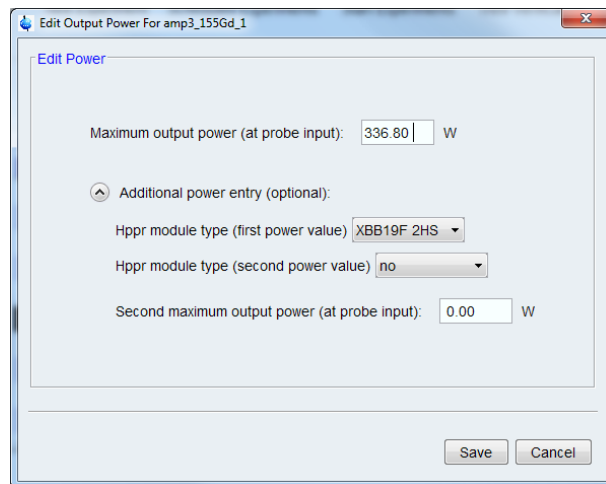 Edit Output Power For amp3_155Gd_1
Edit Power
Maximum output power (at probe input): 336.80 W
Additional power entry (optional):
Hppr module type (first power value) XBB19F 2HS
Hppr module type (second power value) no
Second maximum output power (at probe input): 0.00 W
Save Cancel